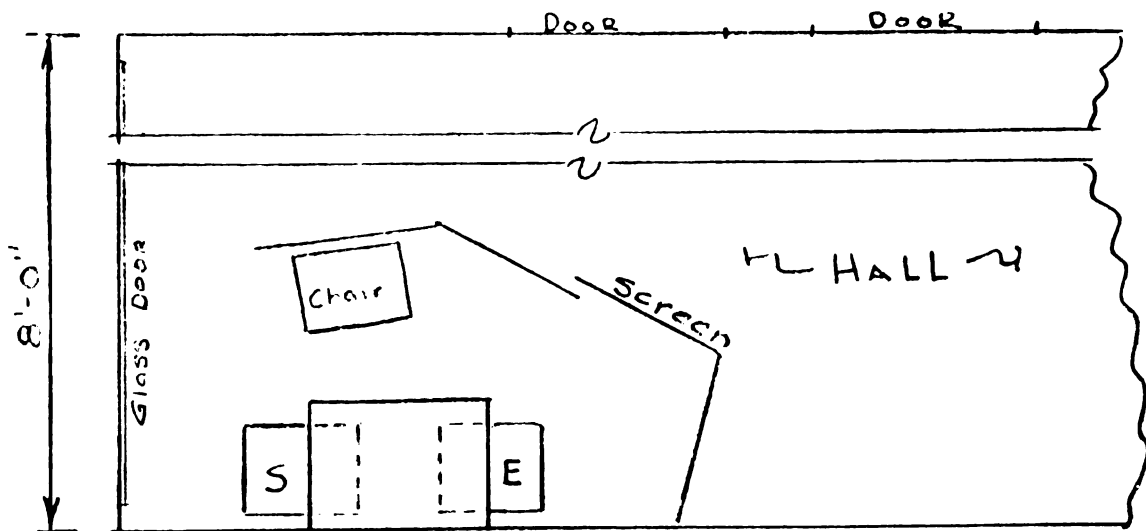 DOOR
DOOR
8'-0"
GLASS DOOR
Chair
Screen
HALL
S
E